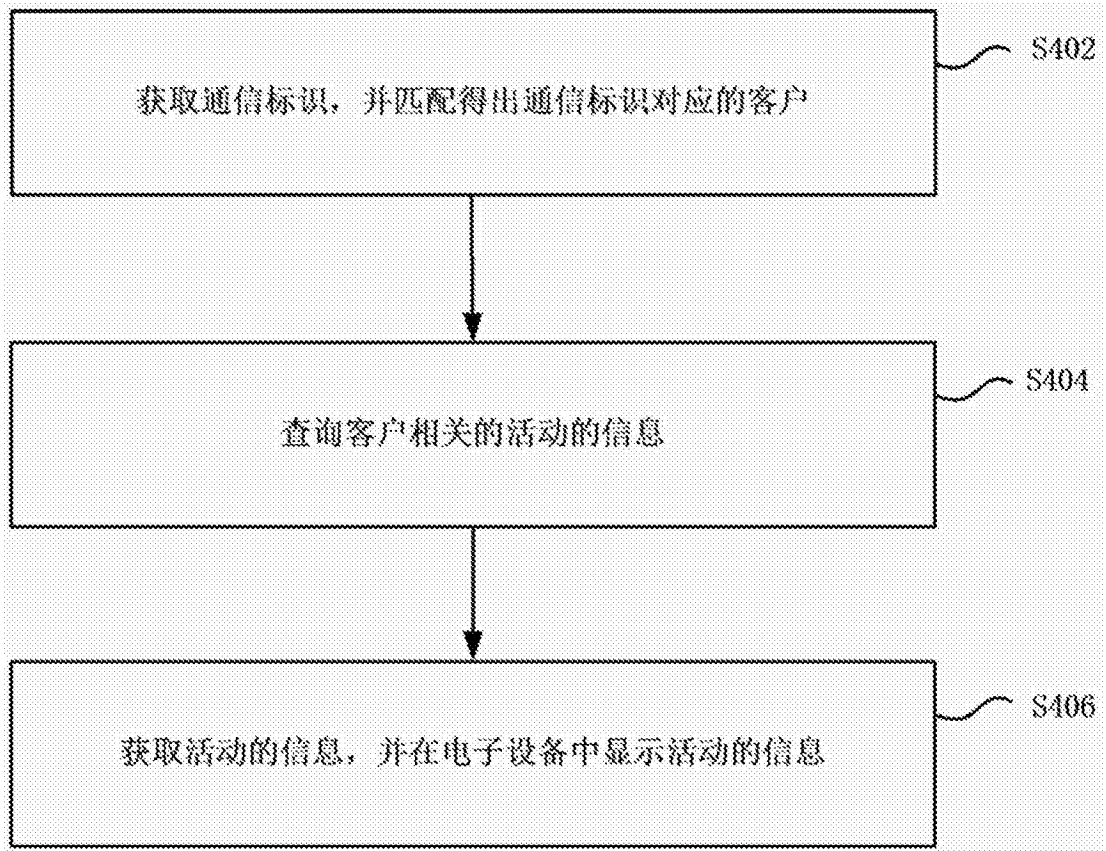 S402
获取通信标识，并匹配得出通信标识对应的客户
S404
查询客户相关的活动的信息
S406
获取活动的信息，并在电子设备中显示活动的信息